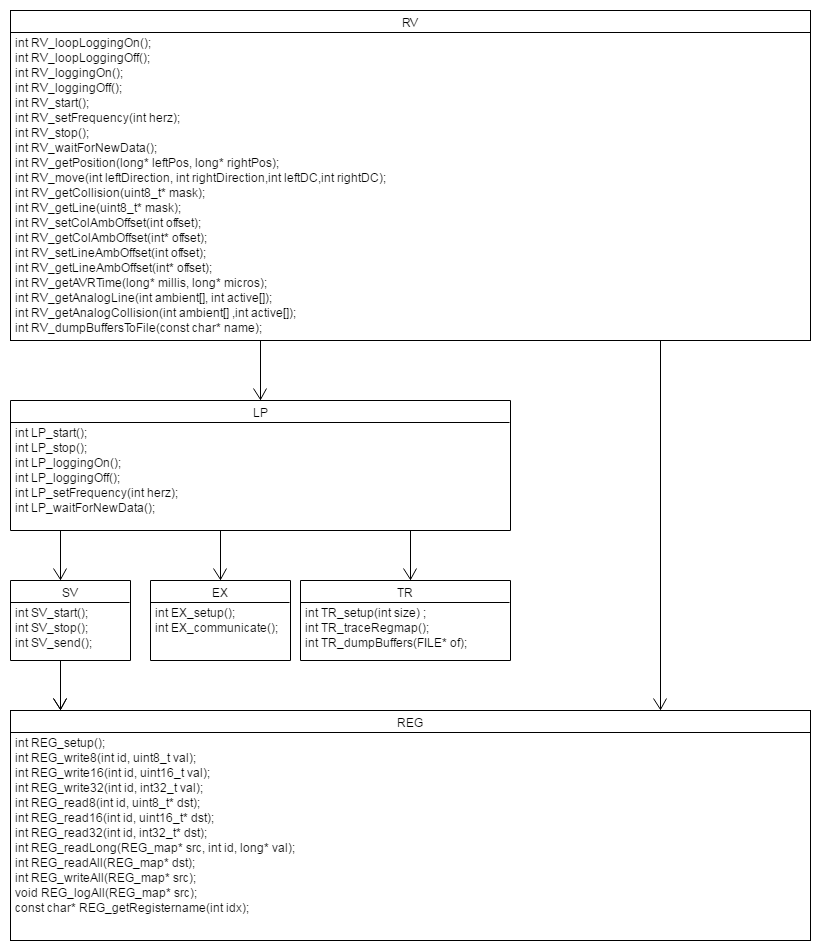 RV
int RV_loopLoggingOn();
int RV_loopLoggingOff();
int RV_loggingOn();
int RV_loggingOff();
int RV_start();
int RV_setFrequency(int herz);
int RV_stop();
int RV_waitForNewData();
int RV_getPosition(long* leftPos, long* rightPos);
int RV_move(int leftDirection, int rightDirection,int leftDC,int rightDC);
int RV_getCollision(uint8_t* mask);
int RV_getLine(uint8_t* mask);
int RV_setColAmbOffset(int offset);
int RV_getColAmbOffset(int* offset);
int RV_setLineAmbOffset(int offset);
int RV_getLineAmbOffset(int* offset);
int RV_getAVRTime(long* millis, long* micros);
int RV_getAnalogLine(int ambient[], int active[]);
int RV_getAnalogCollision(int ambient[] ,int active[]);
int RV_dumpBuffersToFile(const char* name);
LP
int LP_start();
int LP_stop();
int LP_loggingOn();
int LP_loggingOff();
int LP_setFrequency(int herz);
int LP_waitForNewData();
SV
int SV_start();
int SV_stop();
int SV_send();
EX
int EX_setup();
int EX_communicate();
TR
int TR_setup(int size) ;
int TR_traceRegmap();
int TR_dumpBuffers(FILE* of);
REG
int REG_setup();
int REG_write8(int id, uint8_t val);
int REG_write16(int id, uint16_t val);
int REG_write32(int id, int32_t val);
int REG_read8(int id, uint8_t* dst);
int REG_read16(int id, uint16_t* dst);
int REG_read32(int id, int32_t* dst);
int REG_readLong(REG_map* src, int id, long* val);
int REG_readAll(REG_map* dst);
int REG_writeAll(REG_map* src);
void REG_logAll(REG_map* src);
const char* REG_getRegistername(int idx);